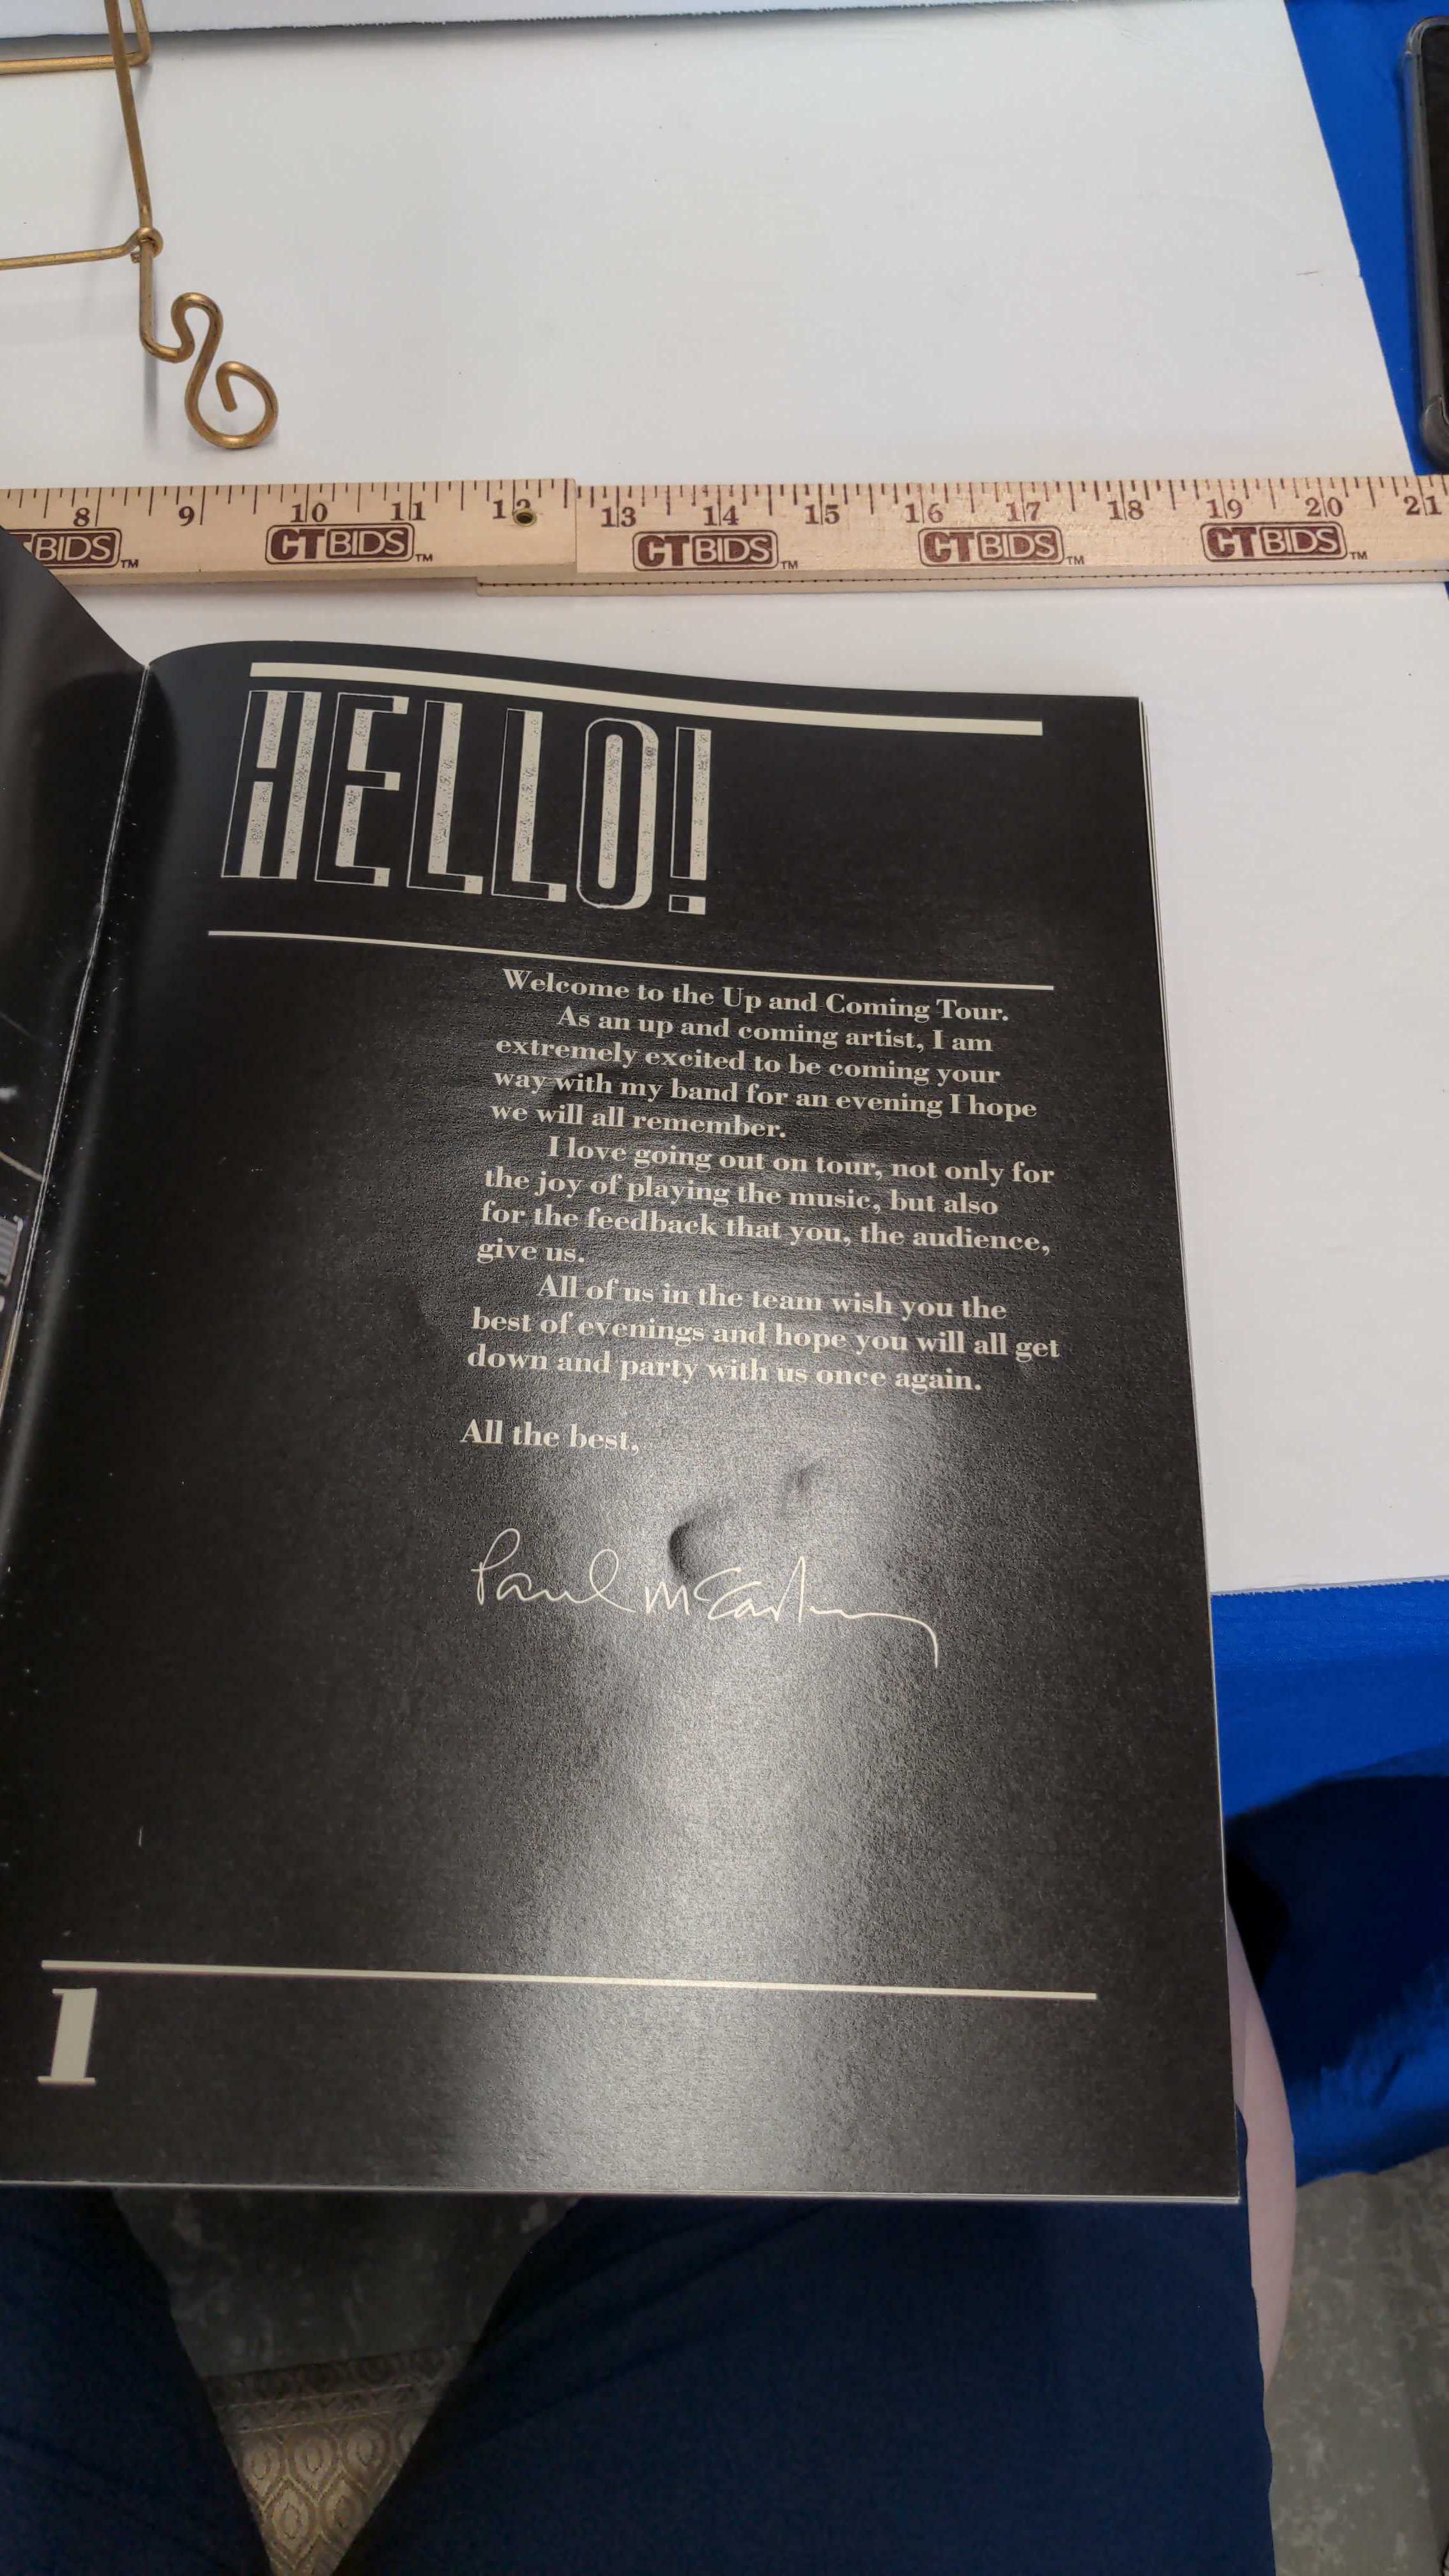 8 9 10 11 12 13 14 15 16 17 18 19 20 21
BIDS™ CTBIDS™ CTBIDS™ CTBIDS™ CTBIDS™
HELLO!
Welcome to the Up and Coming Tour.
As an up and coming artist, I am
extremely excited to be coming your
way with my band for an evening I hope
we will all remember.
I love going out on tour, not only for
the joy of playing the music, but also
for the feedback that you, the audience,
give us.
All of us in the team wish you the
best of evenings and hope you will all get
down and party with us once again.
All the best,
Paul McCartney
1